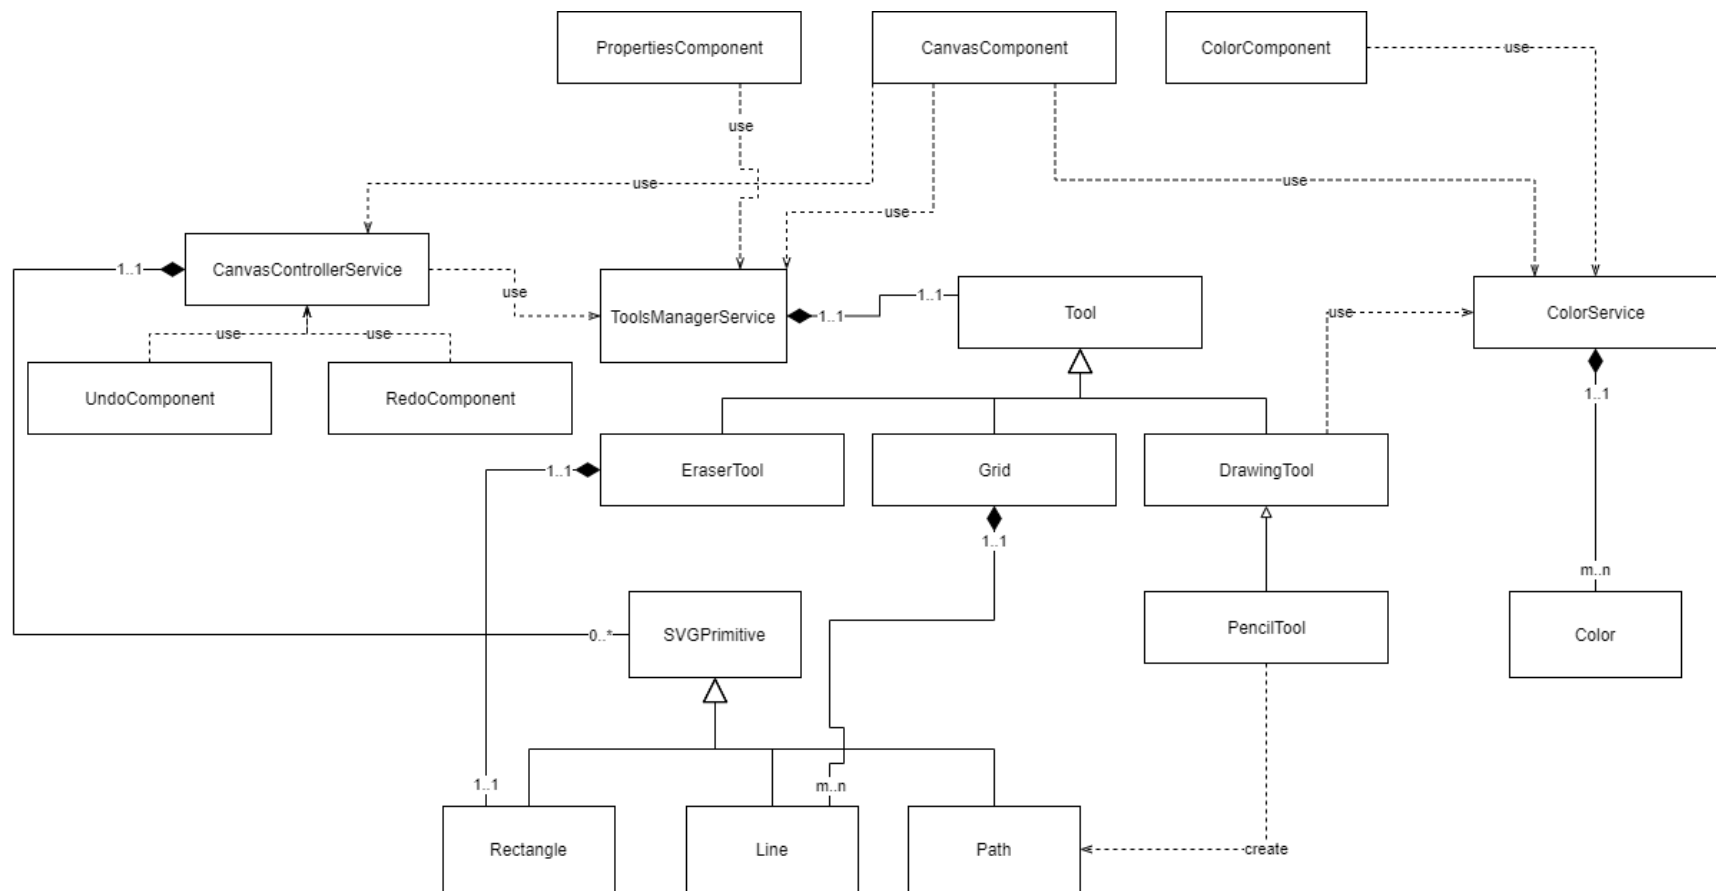 PropertiesComponent
CanvasComponent
ColorComponent
use
use
use
use
use
CanvasControllerService
1..1
use
ToolsManagerService
1..1
1..1
Tool
ColorService
use
use
use
UndoComponent
RedoComponent
1..1
EraserTool
Grid
DrawingTool
1..1
1..1
m..n
0..*
SVGPrimitive
PencilTool
Color
1..1
m..n
Rectangle
Line
Path
create